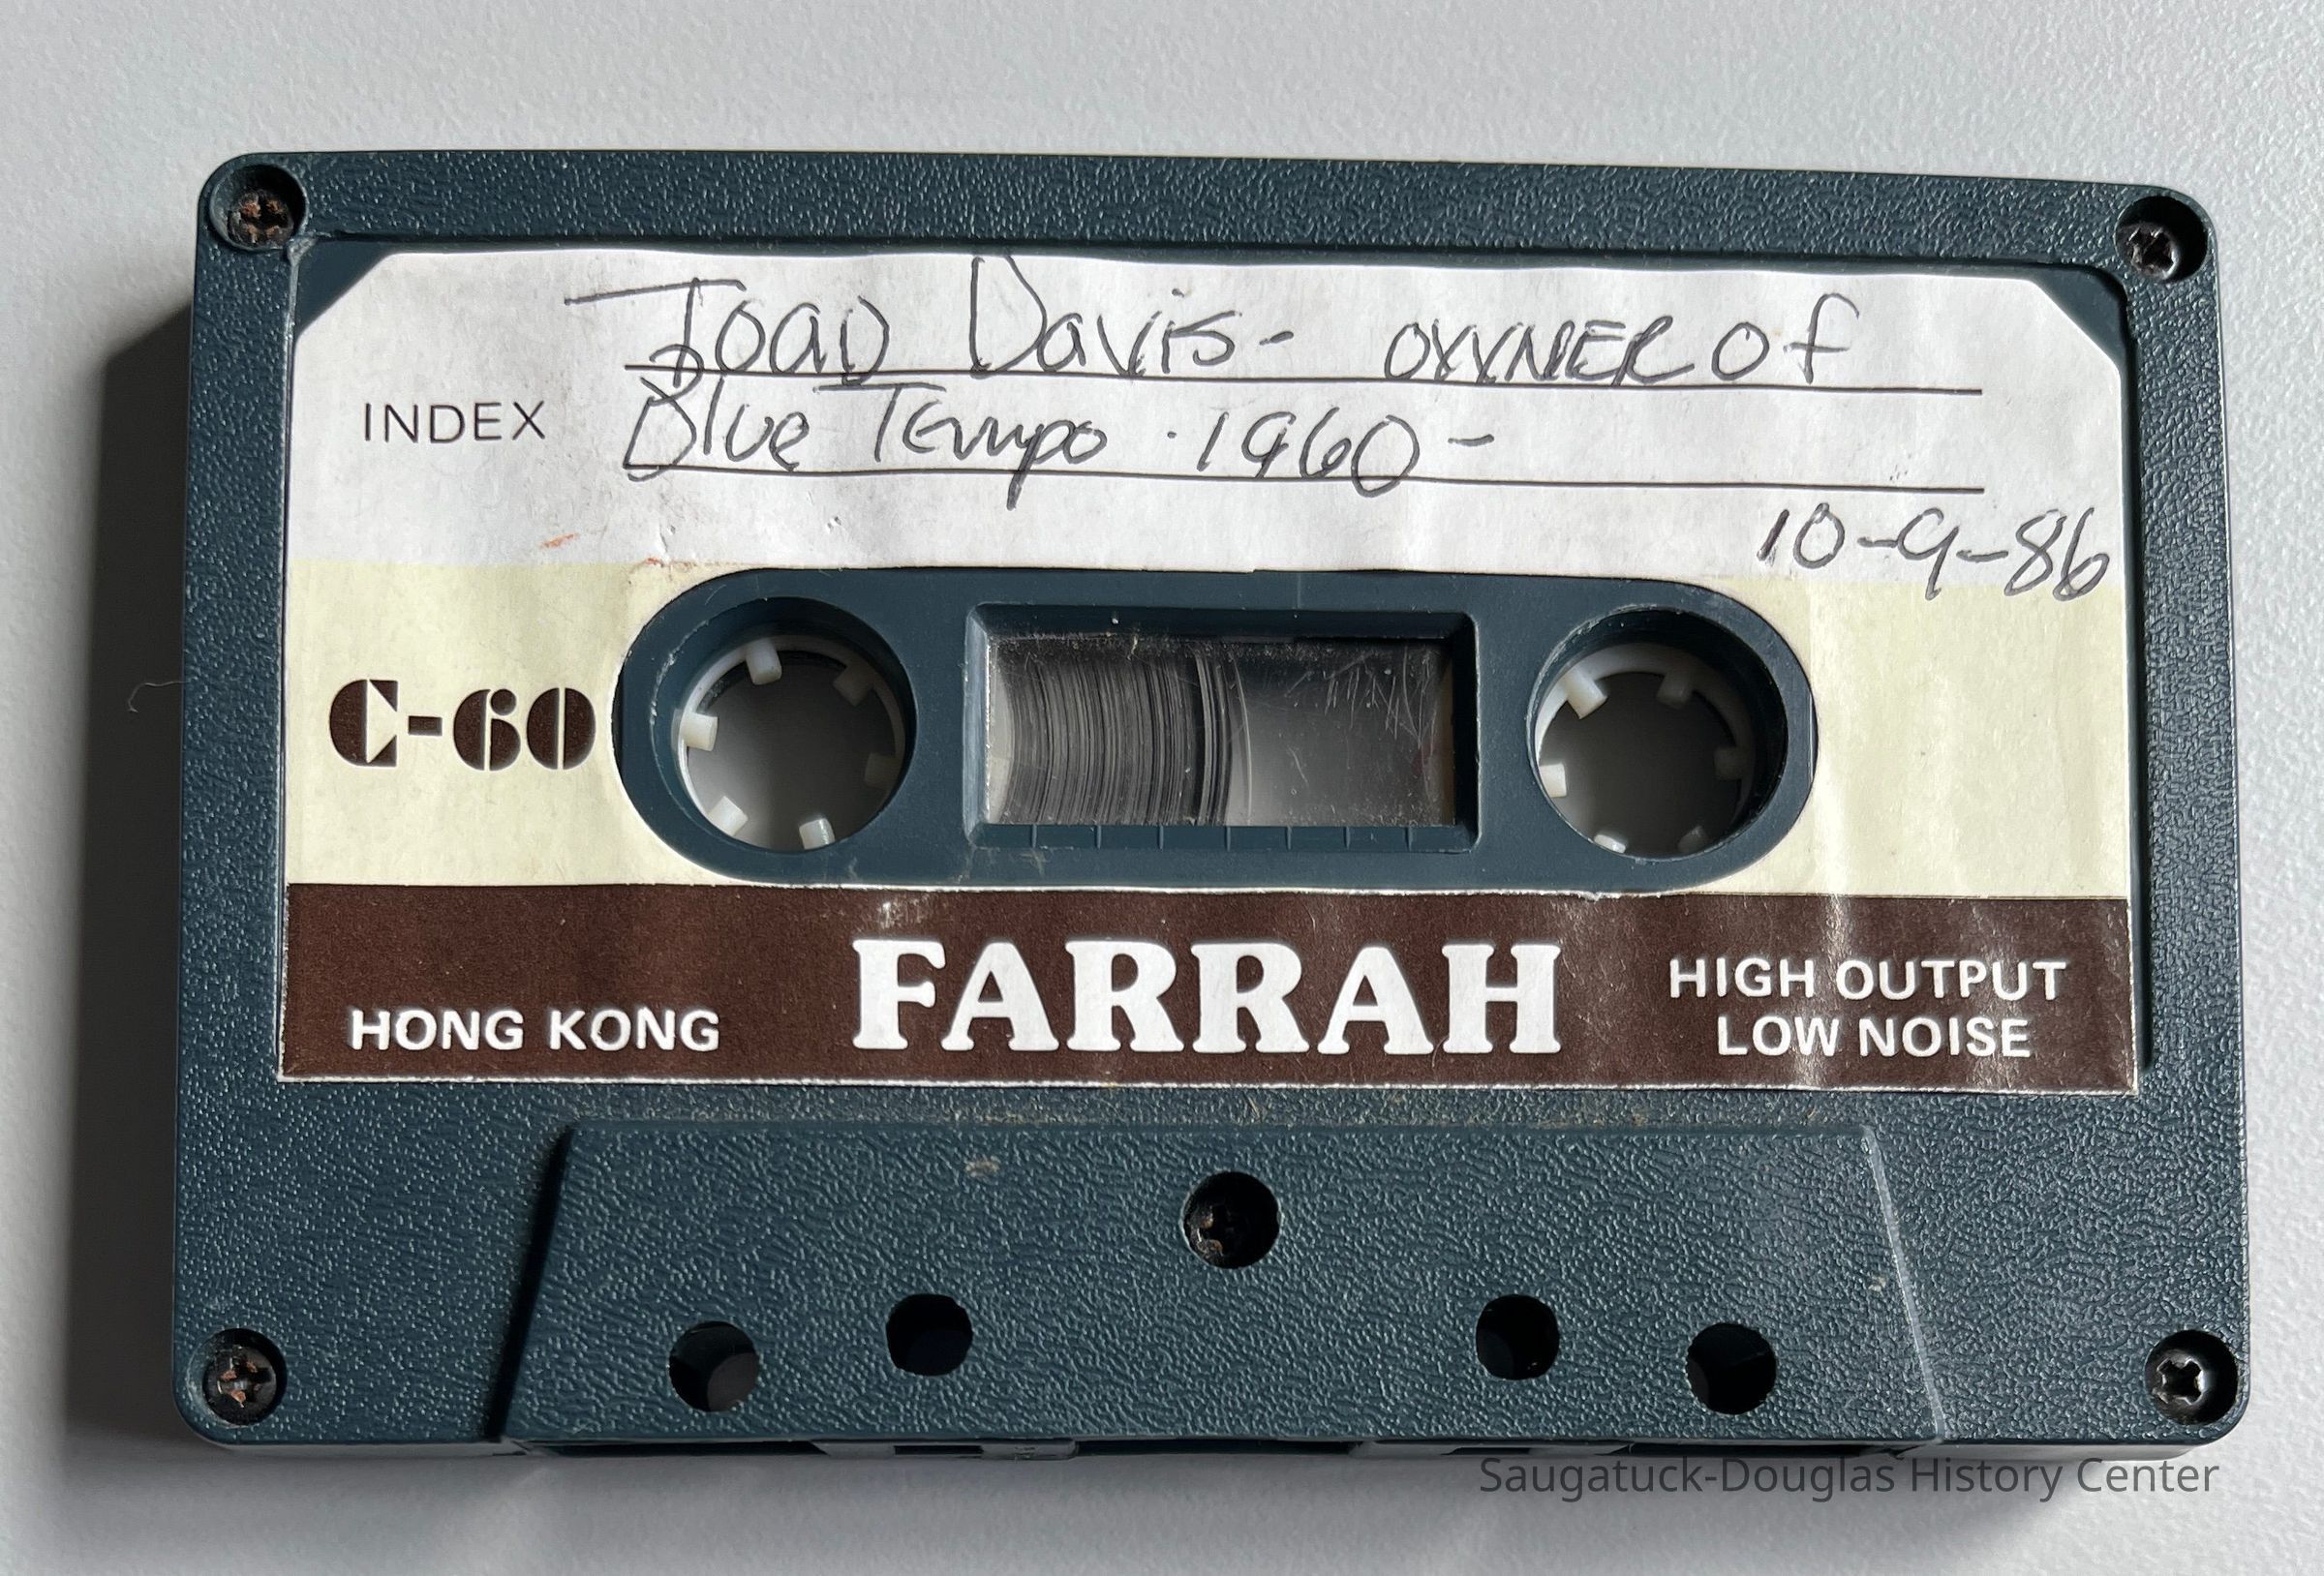 Toad Davis - OWNER Of
INDEX
Blue Tempo · 1960 -
10-9-86
C-60
HONG KONG
FARRAH
HIGH OUTPUT
LOW NOISE
Saugatuck-Douglas History Center